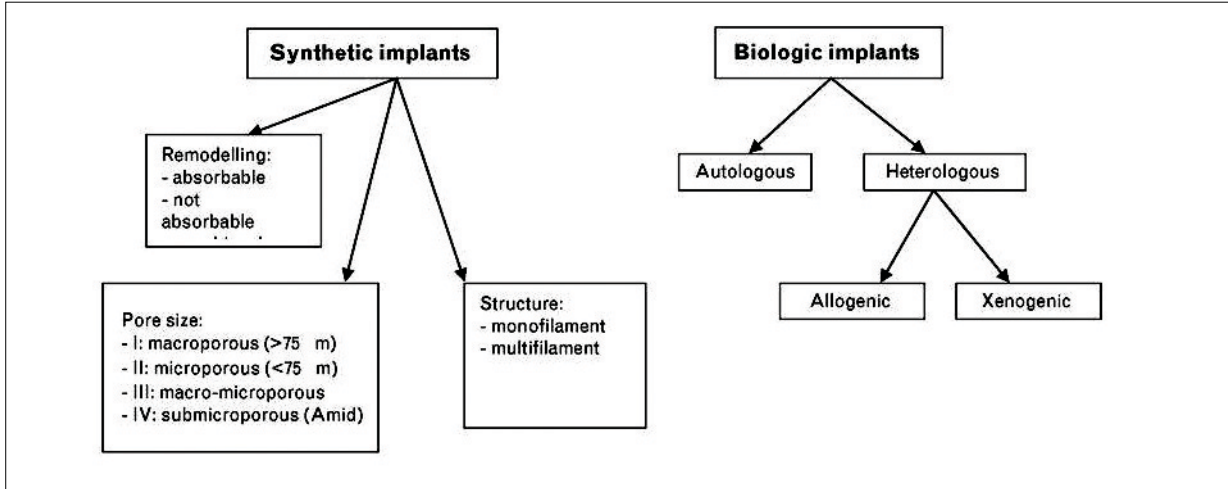 Synthetic implants
Remodelling:
- absorbable
- not
absorbable
Pore size:
- I: macroporous (>75 m)
- II: microporous (<75 m)
- III: macro-microporous
- IV: submicroporous (Amid)
Structure:
- monofilament
- multifilament
Biologic implants
Autologous
Heterologous
Allogenic
Xenogenic